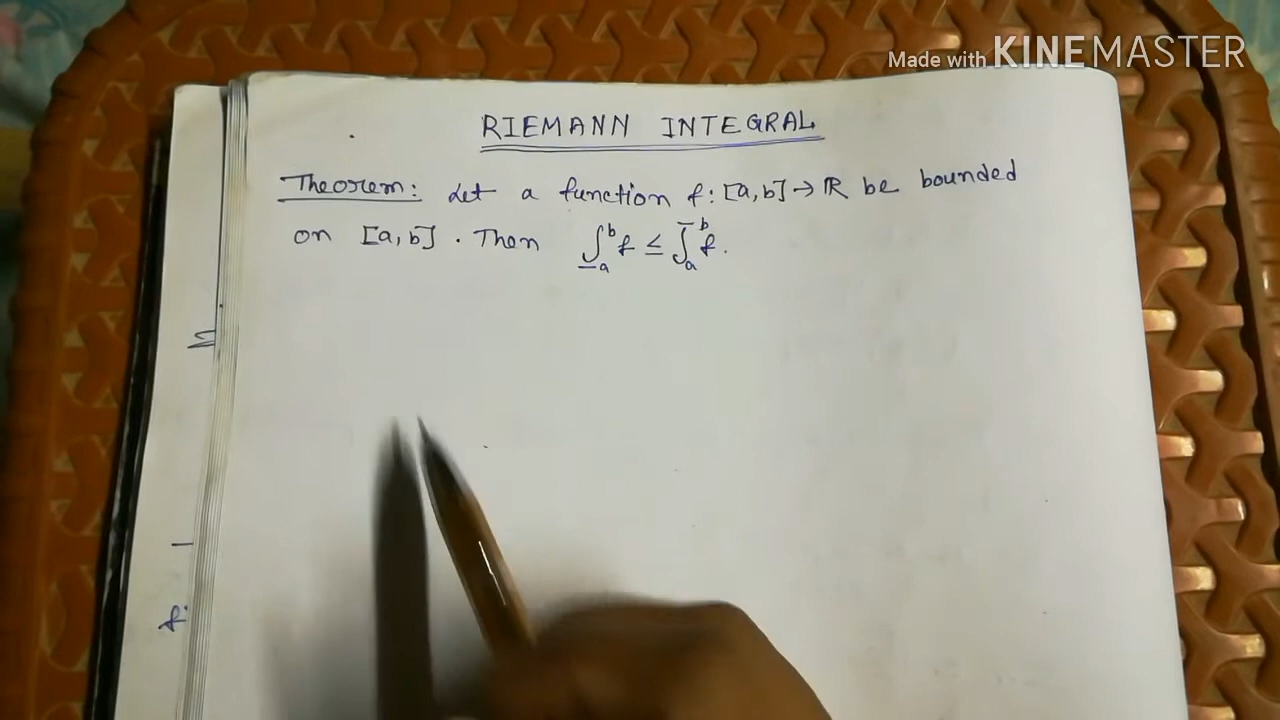 Made with KINEMASTER
RIEMANN INTEGRAL
Theorem: Let a function f: [a,b] → ℝ be bounded
on [a,b]. Then ∫̲ₐᵇ f ≤ ∫̅ₐᵇ f.
f: